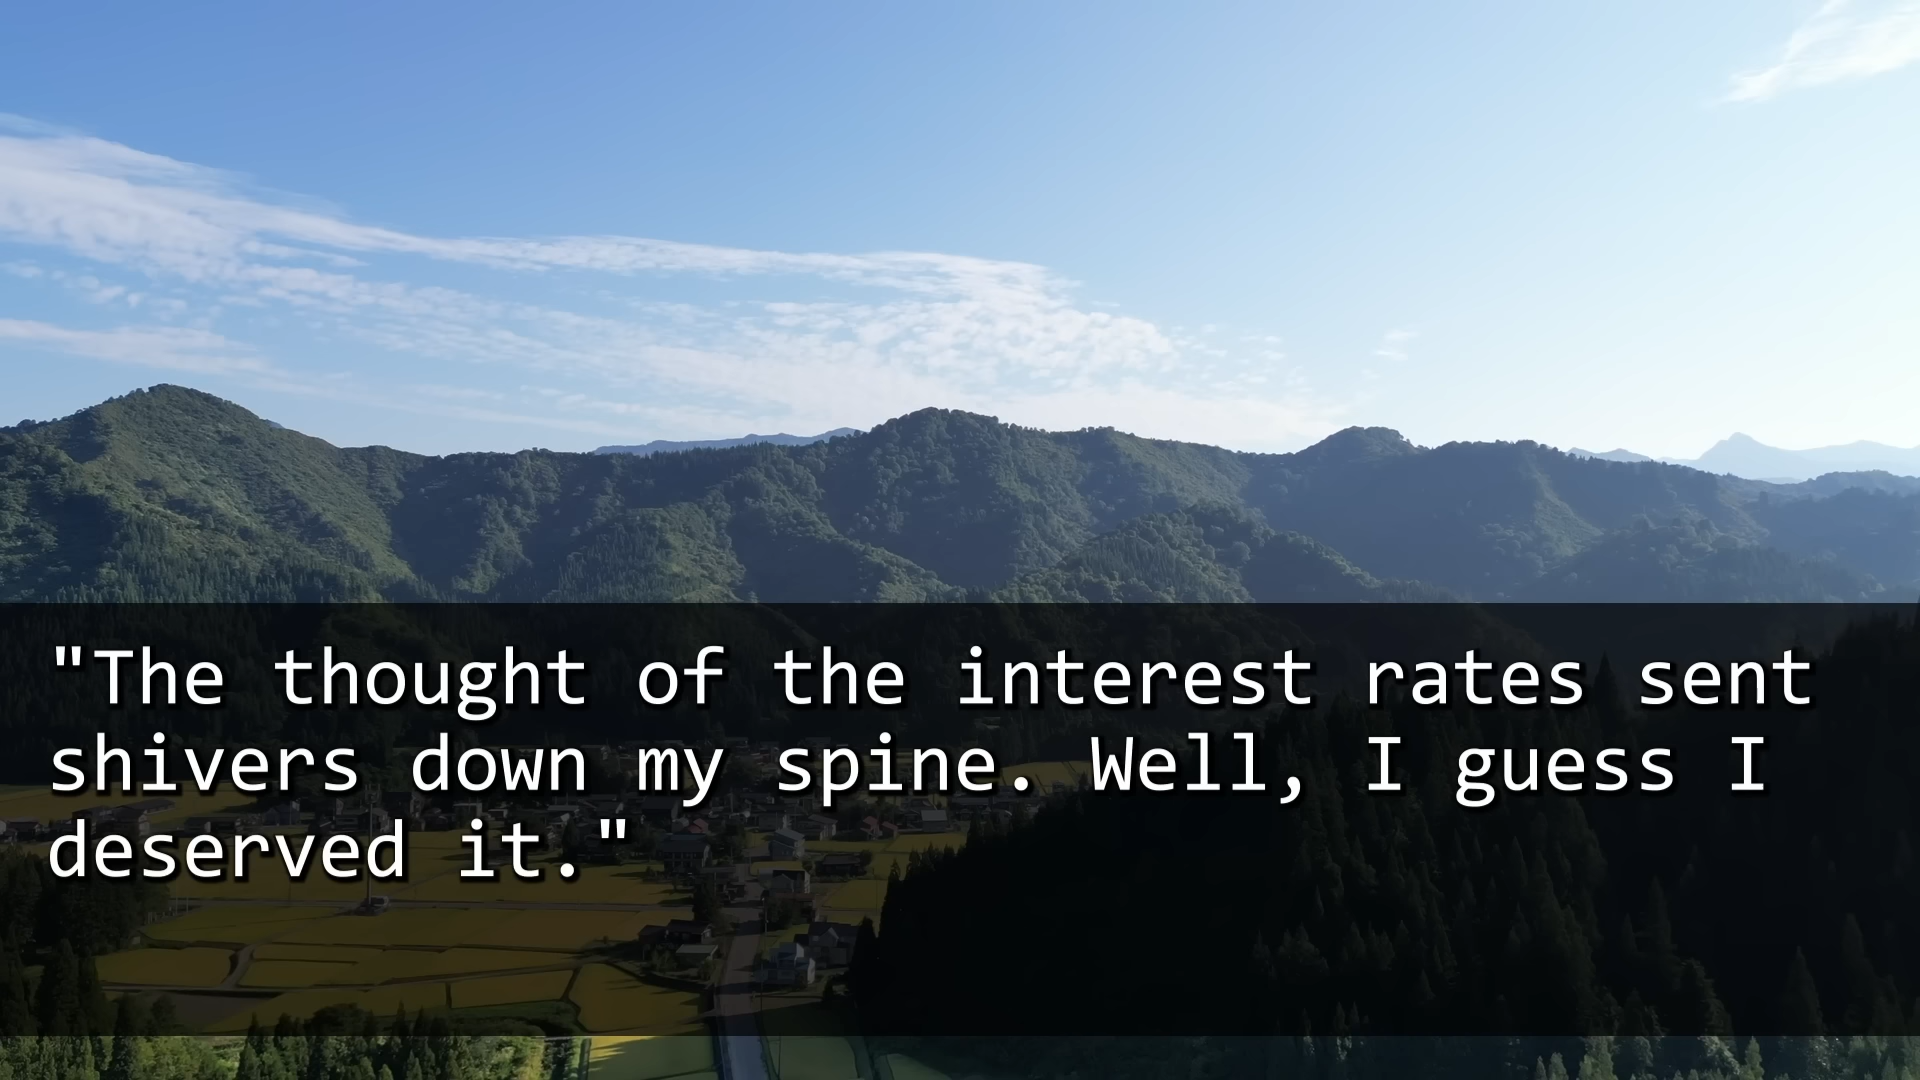 "The thought of the interest rates sent
shivers down my spine. Well, I guess I
deserved it."